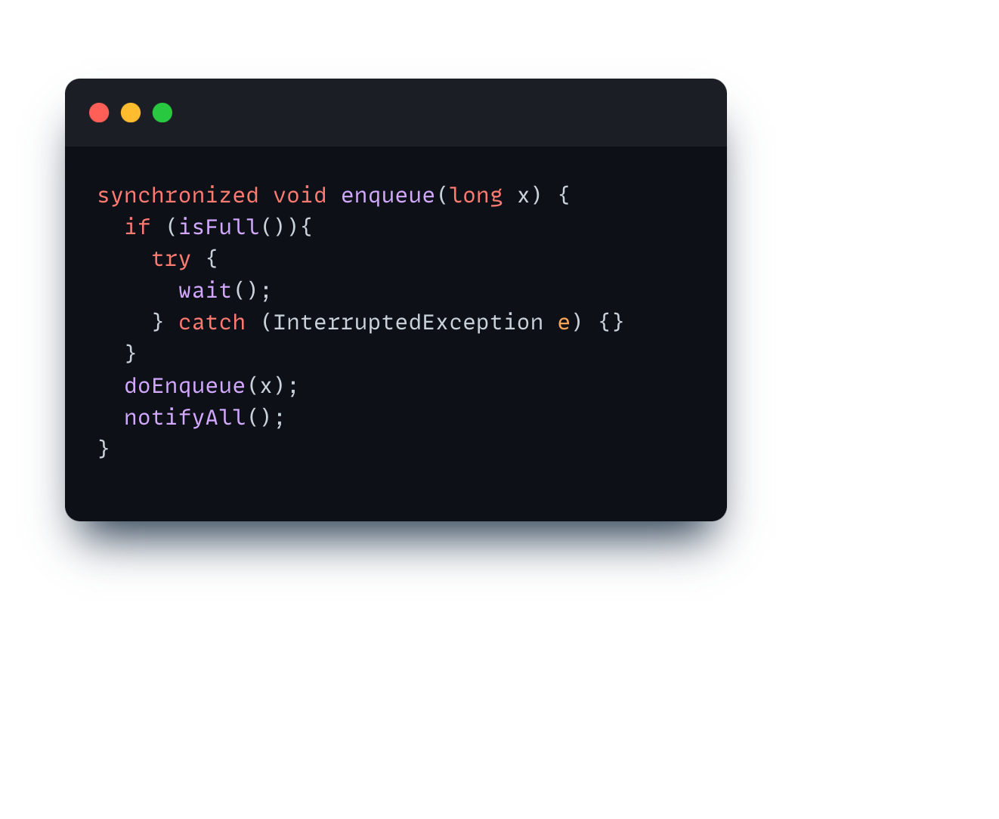 synchronized void enqueue(long x) {
  if (isFull()){
    try {
      wait();
    } catch (InterruptedException e) {}
  }
  doEnqueue(x);
  notifyAll();
}